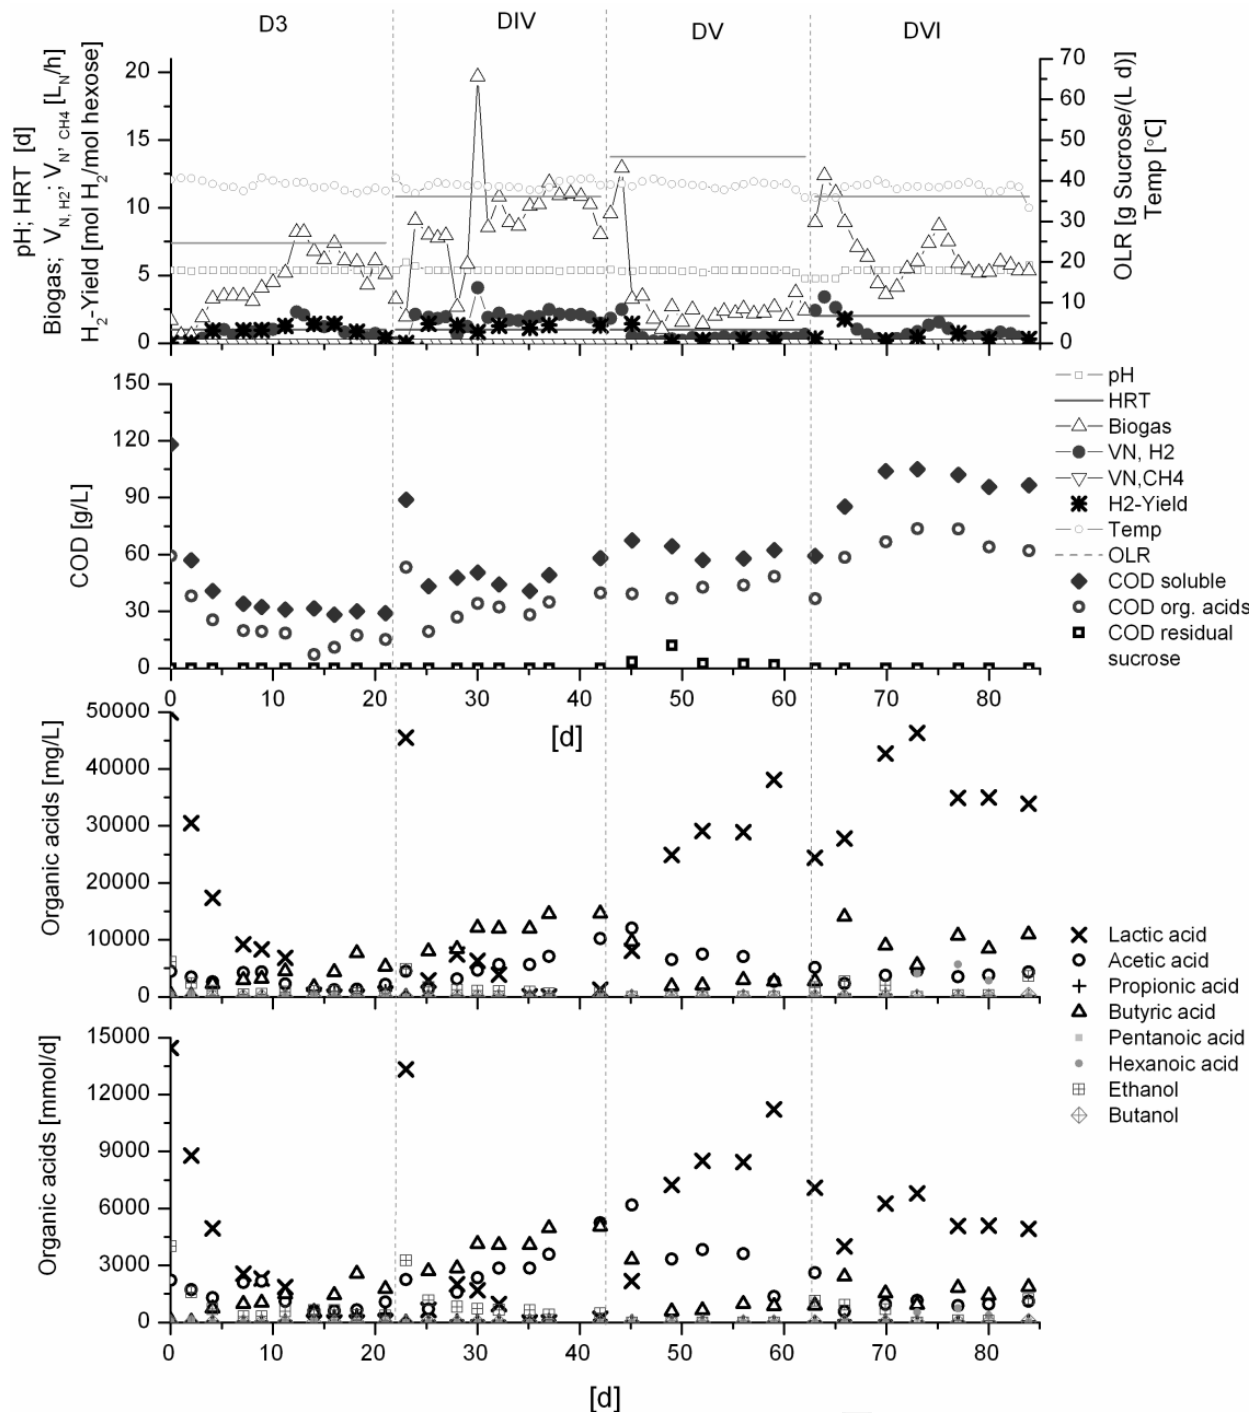 D3 DIV DV DVI
pH; HRT [d]
Biogas; V_N, H2; V_N, CH4 [L_N/h]
H2-Yield [mol H2/mol hexose]
20
15
10
5
0
70
60
50
40
30
20
10
0
OLR [g Sucrose/(L d)]
Temp [°C]
COD [g/L]
150
120
90
60
30
0
0 10 20 30 40 50 60 70 80
[d]
pH
HRT
Biogas
VN, H2
VN,CH4
H2-Yield
Temp
OLR
COD soluble
COD org. acids
COD residual
sucrose
Organic acids [mg/L]
50000
40000
30000
20000
10000
0
Lactic acid
Acetic acid
Propionic acid
Butyric acid
Pentanoic acid
Hexanoic acid
Ethanol
Butanol
Organic acids [mmol/d]
15000
12000
9000
6000
3000
0
0 10 20 30 40 50 60 70 80
[d]